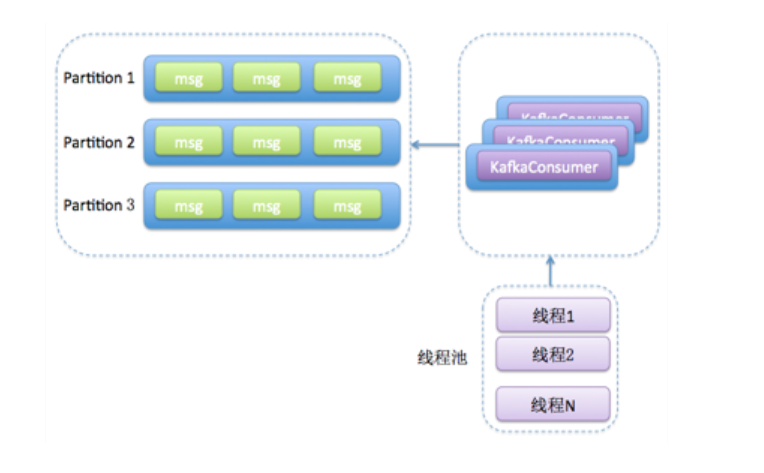 Partition 1
msg
msg
msg
Partition 2
msg
msg
msg
Partition 3
msg
msg
msg
KafkaConsumer
KafkaConsumer
KafkaConsumer
线程池
线程1
线程2
线程N